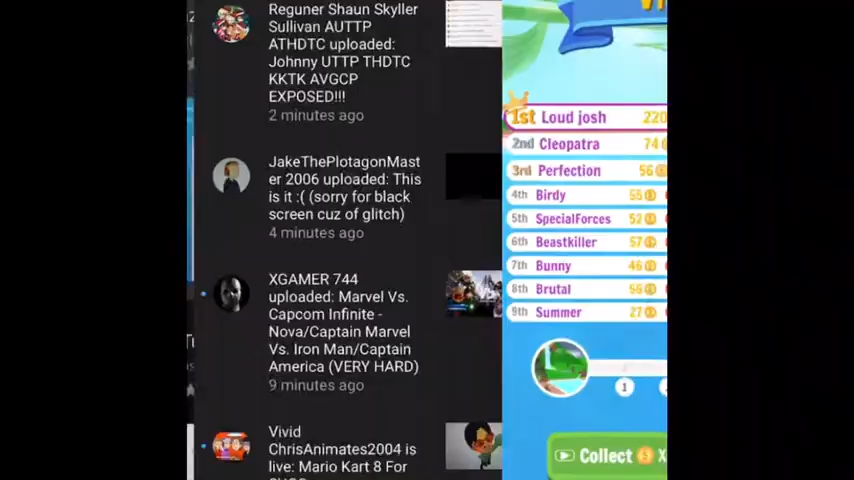 Reguner Shaun Skyller
Sullivan AUTTP
ATHDTC uploaded:
Johnny UTTP THDTC
KKTK AVGCP
EXPOSED!!!
2 minutes ago
JakeThePlotagonMast
er 2006 uploaded: This
is it :( (sorry for black
screen cuz of glitch)
4 minutes ago
XGAMER 744
uploaded: Marvel Vs.
Capcom Infinite -
Nova/Captain Marvel
Vs. Iron Man/Captain
America (VERY HARD)
9 minutes ago
Vivid
ChrisAnimates2004 is
live: Mario Kart 8 For
1st Loud josh 220
2nd Cleopatra 74
3rd Perfection 56
4th Birdy 55
5th SpecialForces 52
6th Beastkiller 57
7th Bunny 46
8th Brutal 56
9th Summer 27
1
Collect X